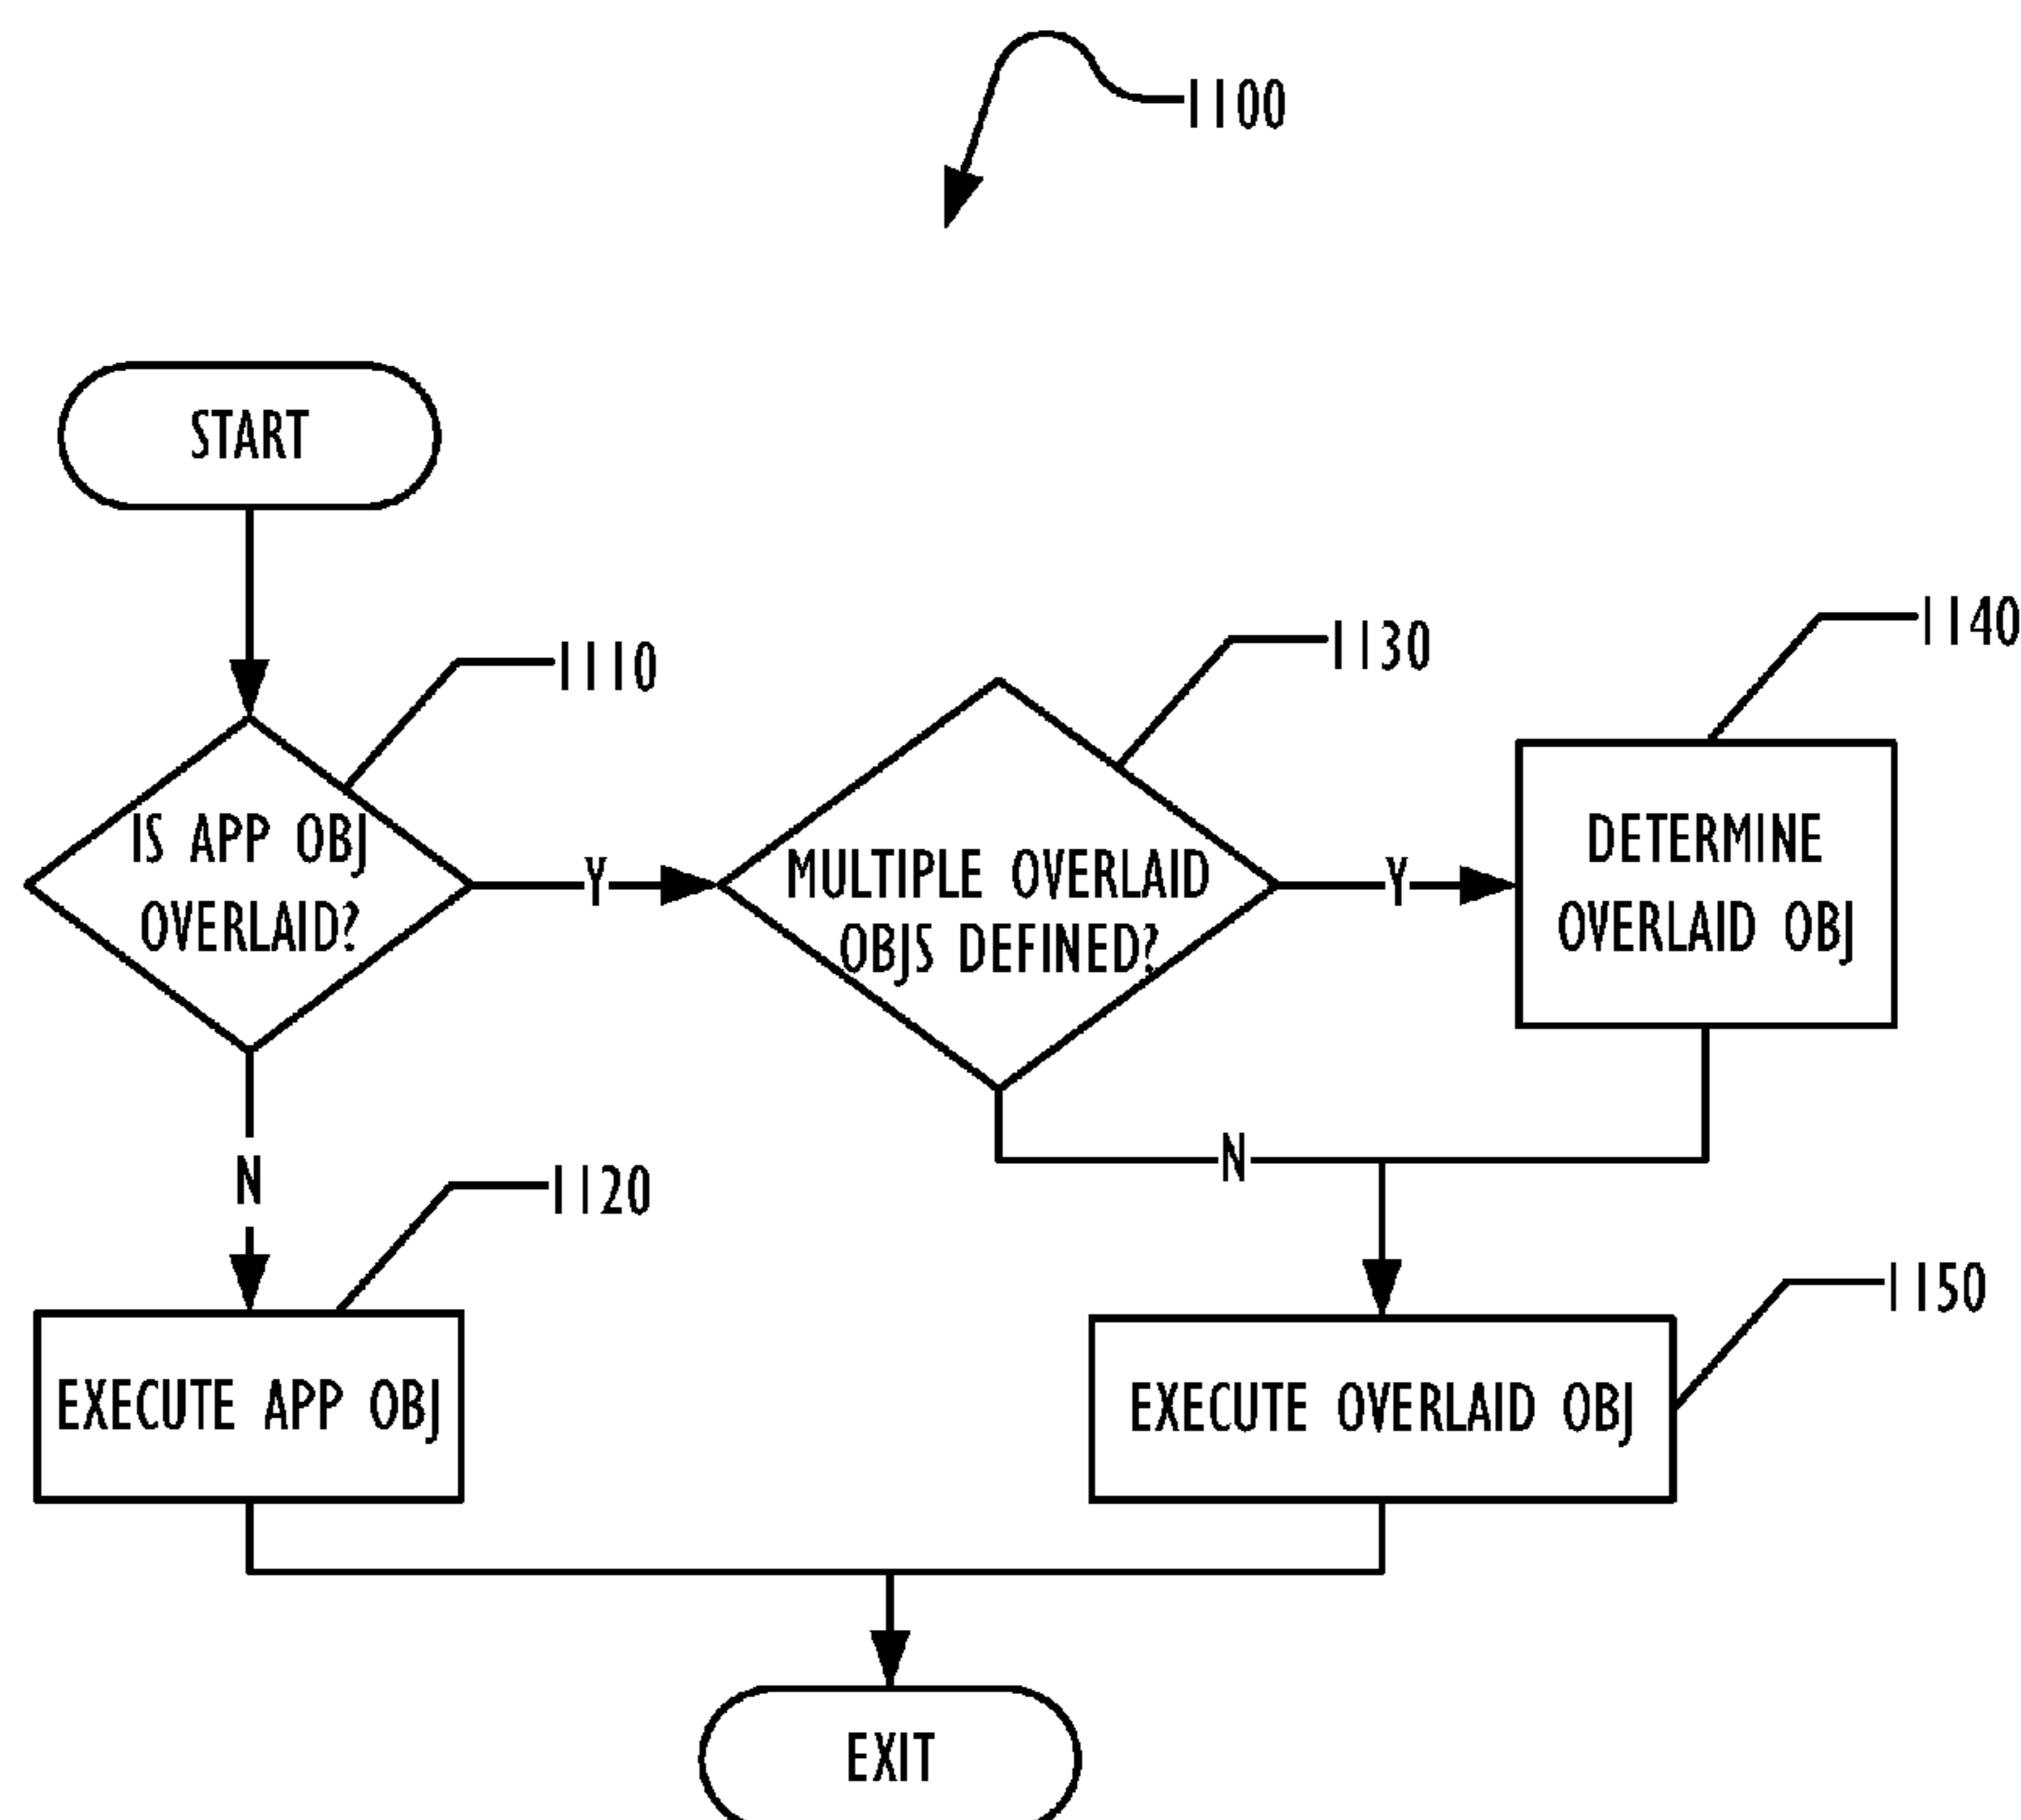 1100
START
1110
1130
1140
IS APP OBJ
OVERLAID?
Y
MULTIPLE OVERLAID
OBJS DEFINED?
Y
DETERMINE
OVERLAID OBJ
N
N
1120
1150
EXECUTE APP OBJ
EXECUTE OVERLAID OBJ
EXIT